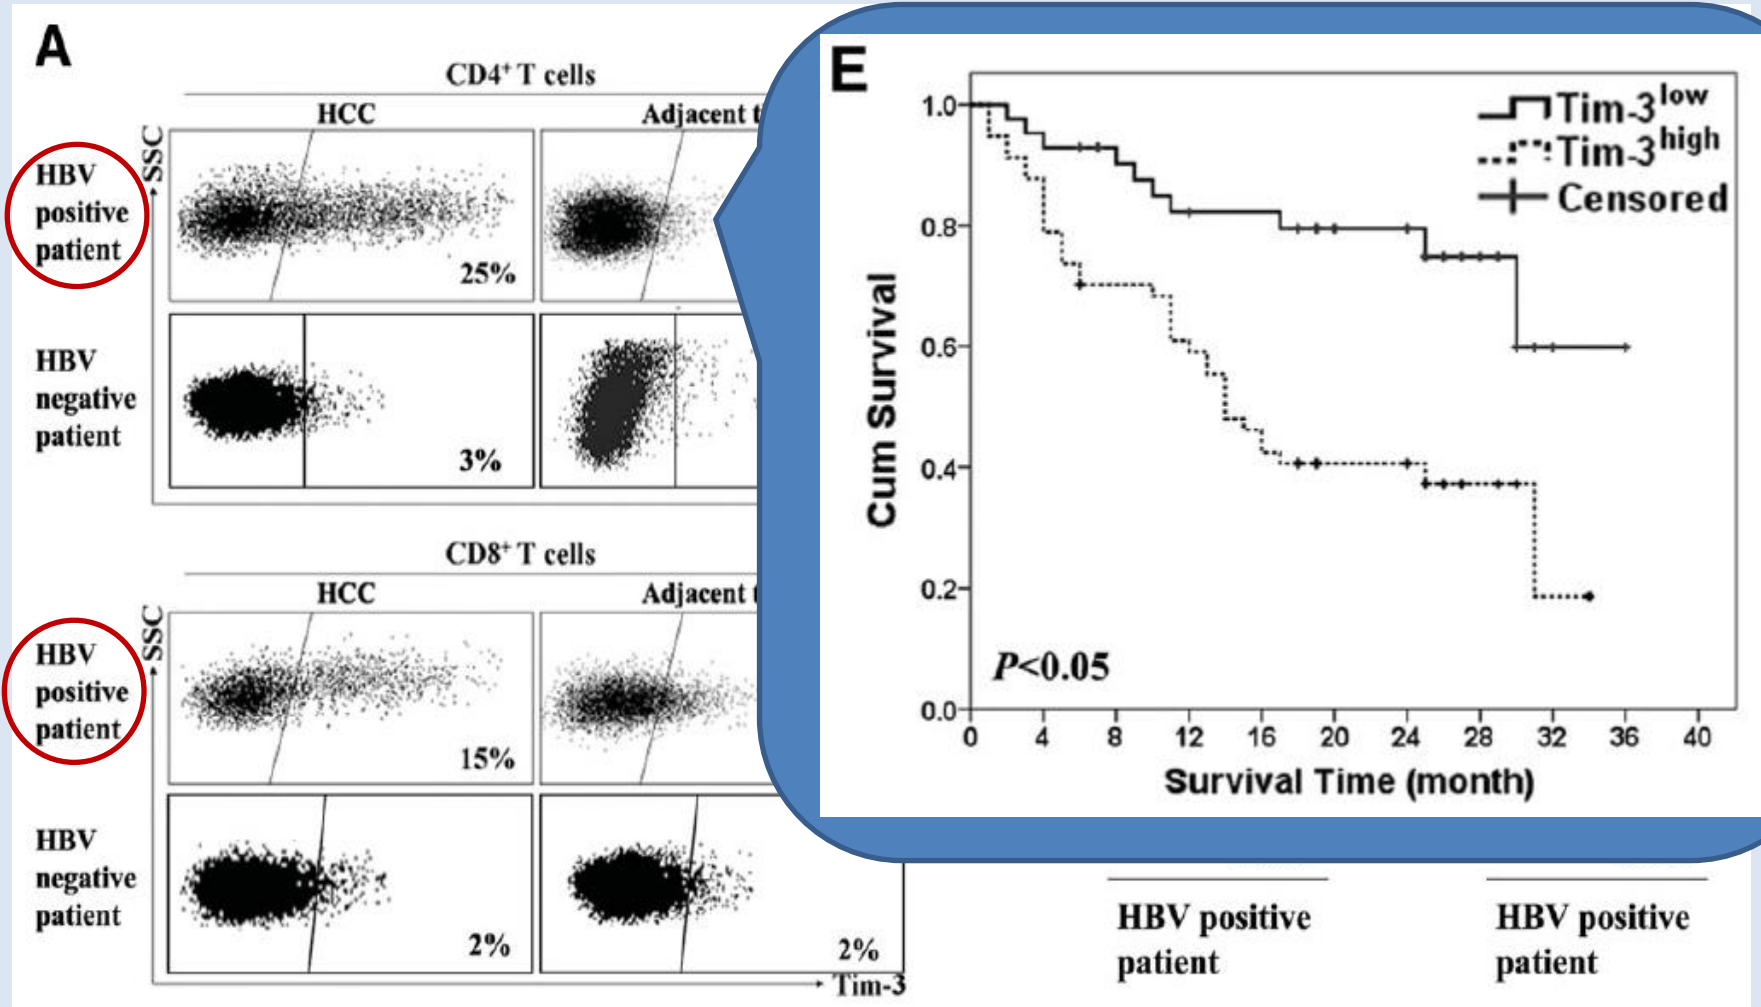 A
CD4⁺ T cells
HCC
Adjacent t
SSC
HBV
positive
patient
25%
HBV
negative
patient
3%
CD8⁺ T cells
HCC
Adjacent t
SSC
HBV
positive
patient
15%
HBV
negative
patient
2%
2%
Tim-3
E
Tim-3low
Tim-3high
Censored
Cum Survival
1.0
0.8
0.6
0.4
0.2
0.0
P<0.05
0 4 8 12 16 20 24 28 32 36 40
Survival Time (month)
HBV positive
patient
HBV positive
patient